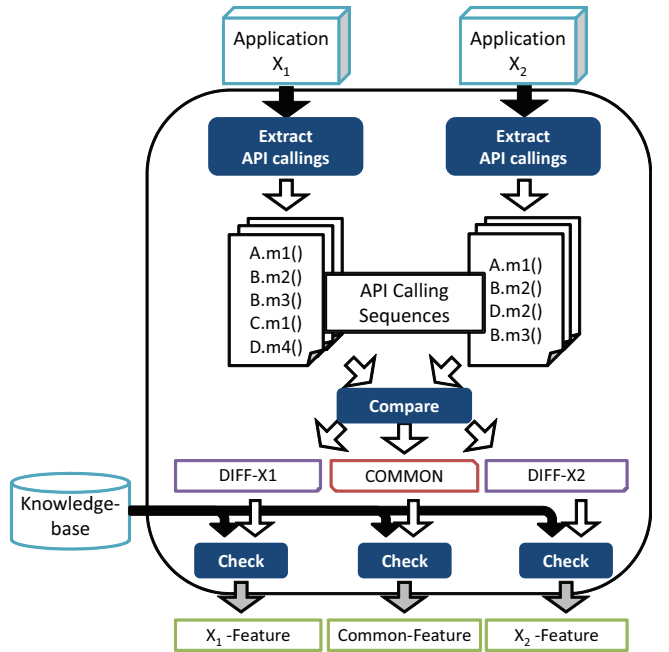 Application
X1
Application
X2
Extract
API callings
Extract
API callings
A.m1()
B.m2()
B.m3()
C.m1()
D.m4()
API Calling
Sequences
A.m1()
B.m2()
D.m2()
B.m3()
Compare
DIFF-X1
COMMON
DIFF-X2
Knowledge-
base
Check
Check
Check
X1 -Feature
Common-Feature
X2 -Feature